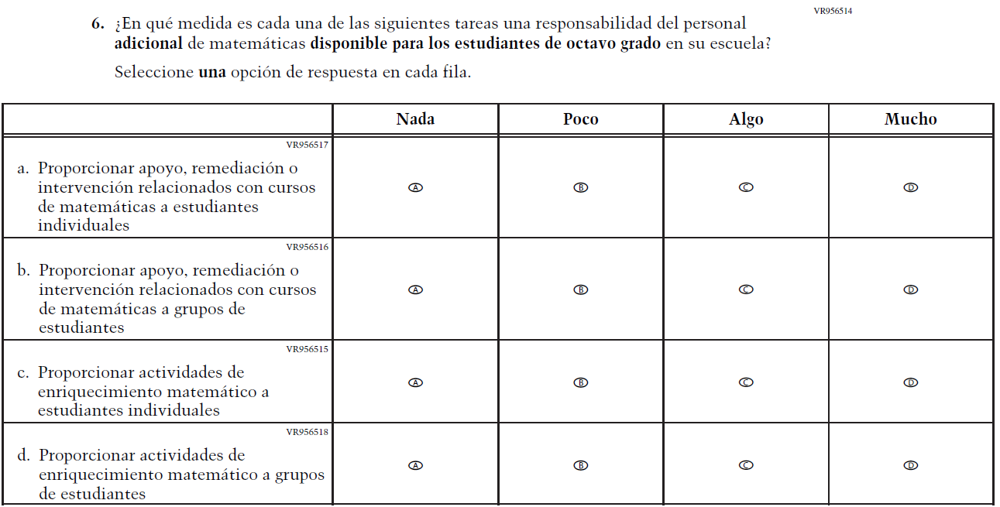 VR956514
6. ¿En qué medida es cada una de las siguientes tareas una responsabilidad del personal
adicional de matemáticas disponible para los estudiantes de octavo grado en su escuela?
Seleccione una opción de respuesta en cada fila.
Nada Poco Algo Mucho
VR956517
a. Proporcionar apoyo, remediación o
intervención relacionados con cursos
de matemáticas a estudiantes
individuales
A B C D
VR956516
b. Proporcionar apoyo, remediación o
intervención relacionados con cursos
de matemáticas a grupos de
estudiantes
A B C D
VR956515
c. Proporcionar actividades de
enriquecimiento matemático a
estudiantes individuales
A B C D
VR956518
d. Proporcionar actividades de
enriquecimiento matemático a grupos
de estudiantes
A B C D